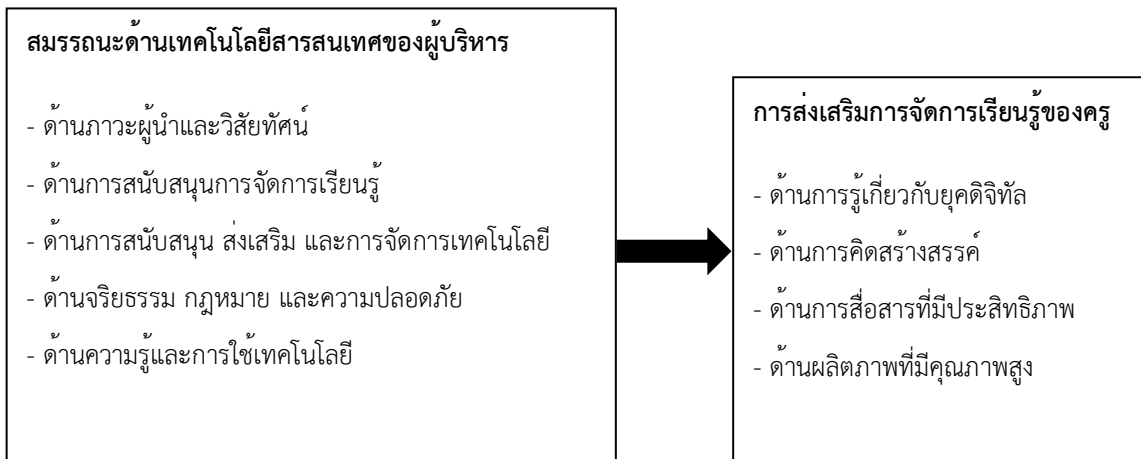 สมรรถนะด้านเทคโนโลยีสารสนเทศของผู้บริหาร
- ด้านภาวะผู้นำและวิสัยทัศน์
- ด้านการสนับสนุนการจัดการเรียนรู้
- ด้านการสนับสนุน ส่งเสริม และการจัดการเทคโนโลยี
- ด้านจริยธรรม กฎหมาย และความปลอดภัย
- ด้านความรู้และการใช้เทคโนโลยี
การส่งเสริมการจัดการเรียนรู้ของครู
- ด้านการรู้เกี่ยวกับยุคดิจิทัล
- ด้านการคิดสร้างสรรค์
- ด้านการสื่อสารที่มีประสิทธิภาพ
- ด้านผลิตภาพที่มีคุณภาพสูง